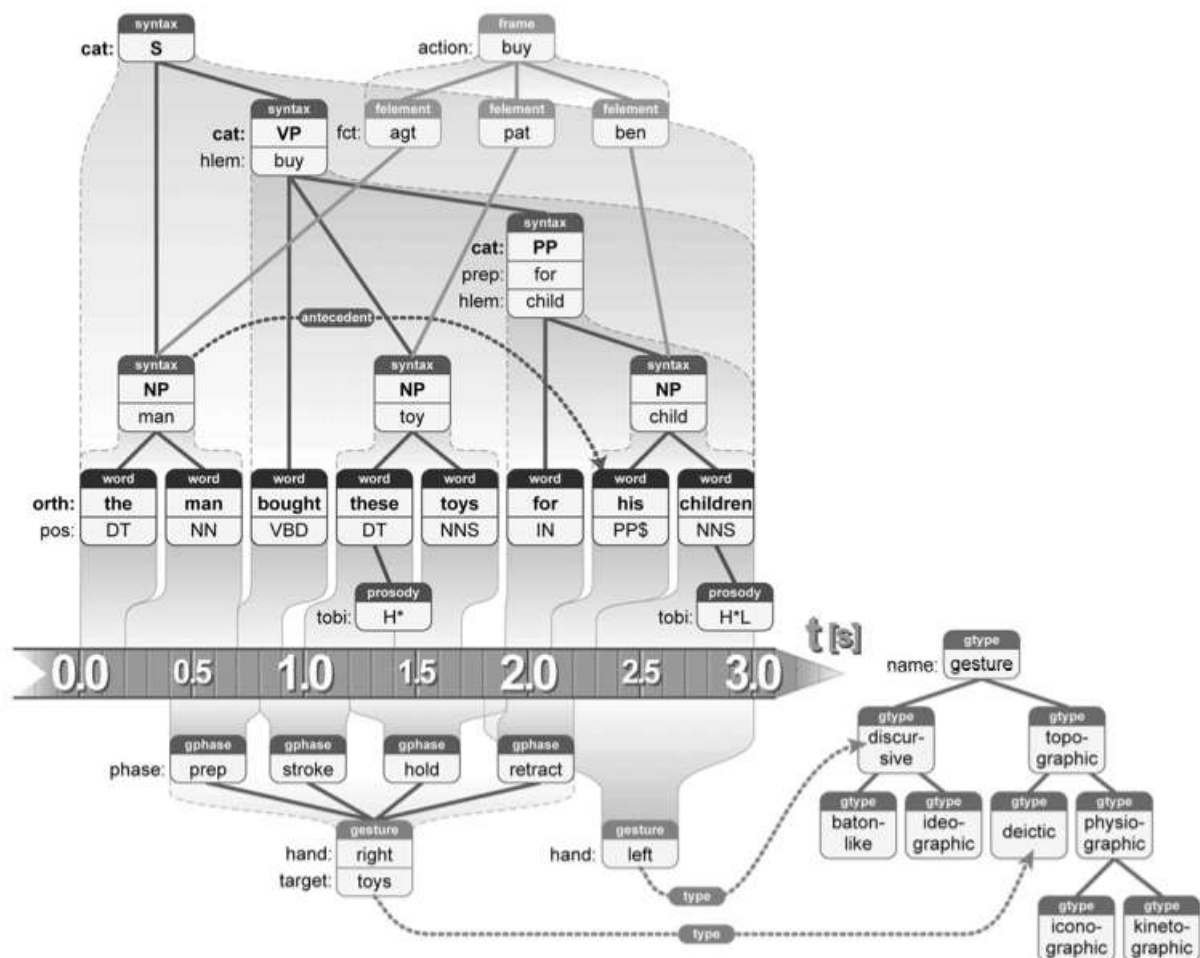 syntax
cat: S
frame
action: buy
syntax
cat: VP
hlem: buy
felement
fct: agt
felement
pat
felement
ben
syntax
cat: PP
prep: for
hlem: child
antecedent
syntax
NP
man
syntax
NP
toy
syntax
NP
child
word word word word word word word word
orth: the man bought these toys for his children
pos: DT NN VBD DT NNS IN PP$ NNS
prosody
tobi: H*
prosody
tobi: H*L
t [s]
0.0 0.5 1.0 1.5 2.0 2.5 3.0
gphase gphase gphase gphase
phase: prep stroke hold retract
gesture
hand: right
target: toys
gesture
hand: left
type
type
gtype
name: gesture
gtype
discur-
sive
gtype
topo-
graphic
gtype
baton-
like
gtype
ideo-
graphic
gtype
deictic
gtype
physio-
graphic
gtype
icono-
graphic
gtype
kineto-
graphic